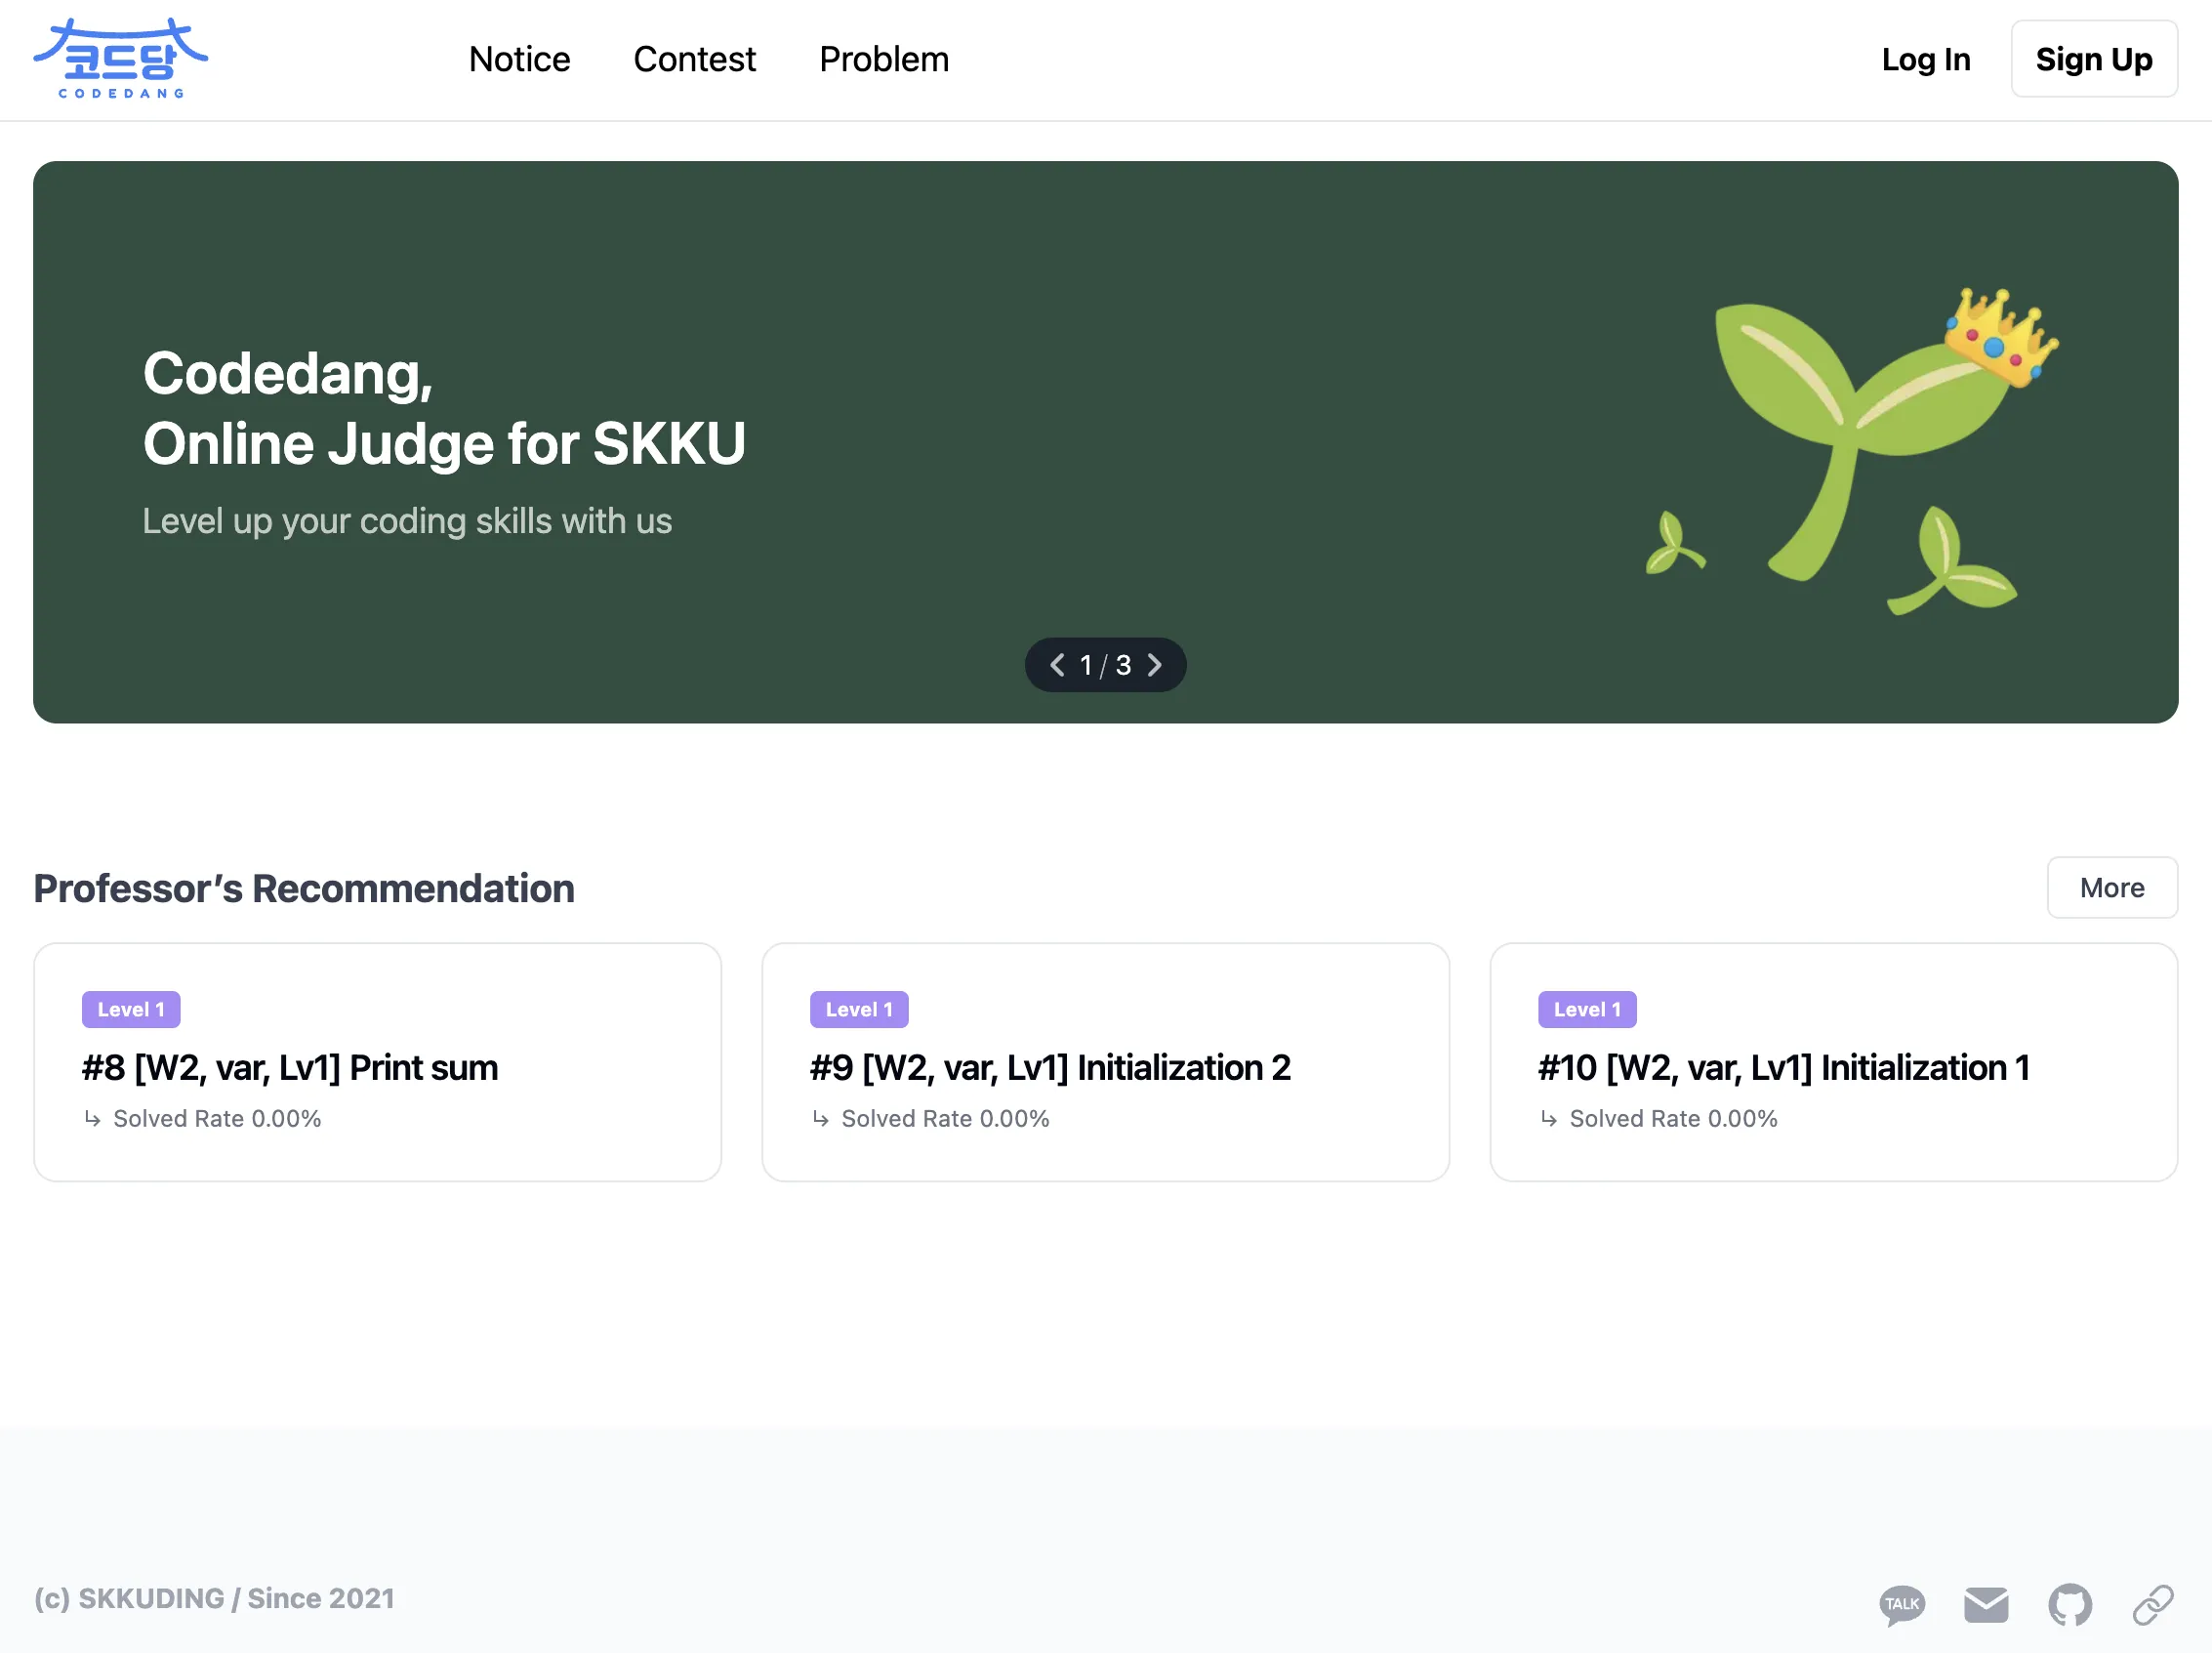 코드당
CODEDANG
Notice
Contest
Problem
Log In
Sign Up
Codedang,
Online Judge for SKKU
Level up your coding skills with us
1 / 3
Professor’s Recommendation
More
Level 1
#8 [W2, var, Lv1] Print sum
↳ Solved Rate 0.00%
Level 1
#9 [W2, var, Lv1] Initialization 2
↳ Solved Rate 0.00%
Level 1
#10 [W2, var, Lv1] Initialization 1
↳ Solved Rate 0.00%
(c) SKKUDING / Since 2021
TALK